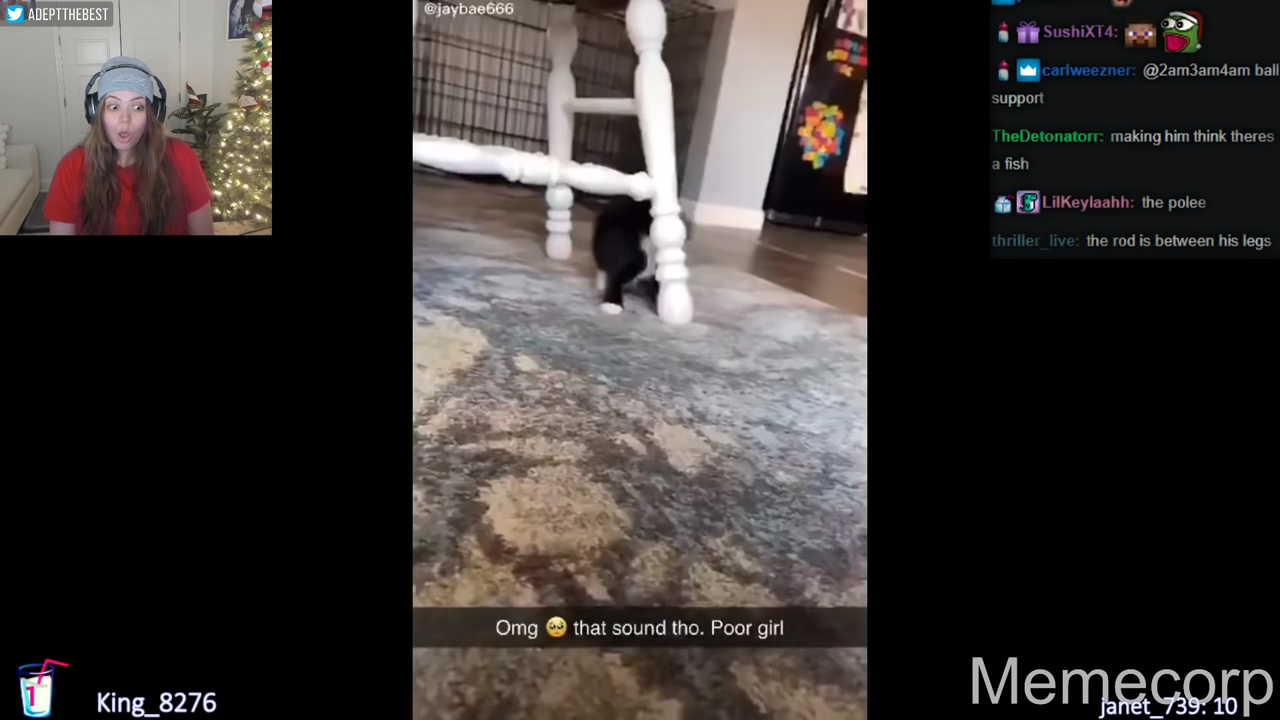 ADEPTTHEBEST
@jaybae666
SushiXT4:
carlweezner: @2am3am4am ball
support
TheDetonatorr: making him think theres
a fish
LilKeylaahh: the polee
thriller_live: the rod is between his legs
Omg 🥺 that sound tho. Poor girl
1
King_8276
Memecorp
janet_739: 10